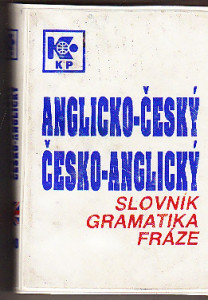 KP
ANGLICKO-ČESKÝ
ČESKO-ANGLICKÝ
SLOVNÍK
GRAMATIKA
FRÁZE